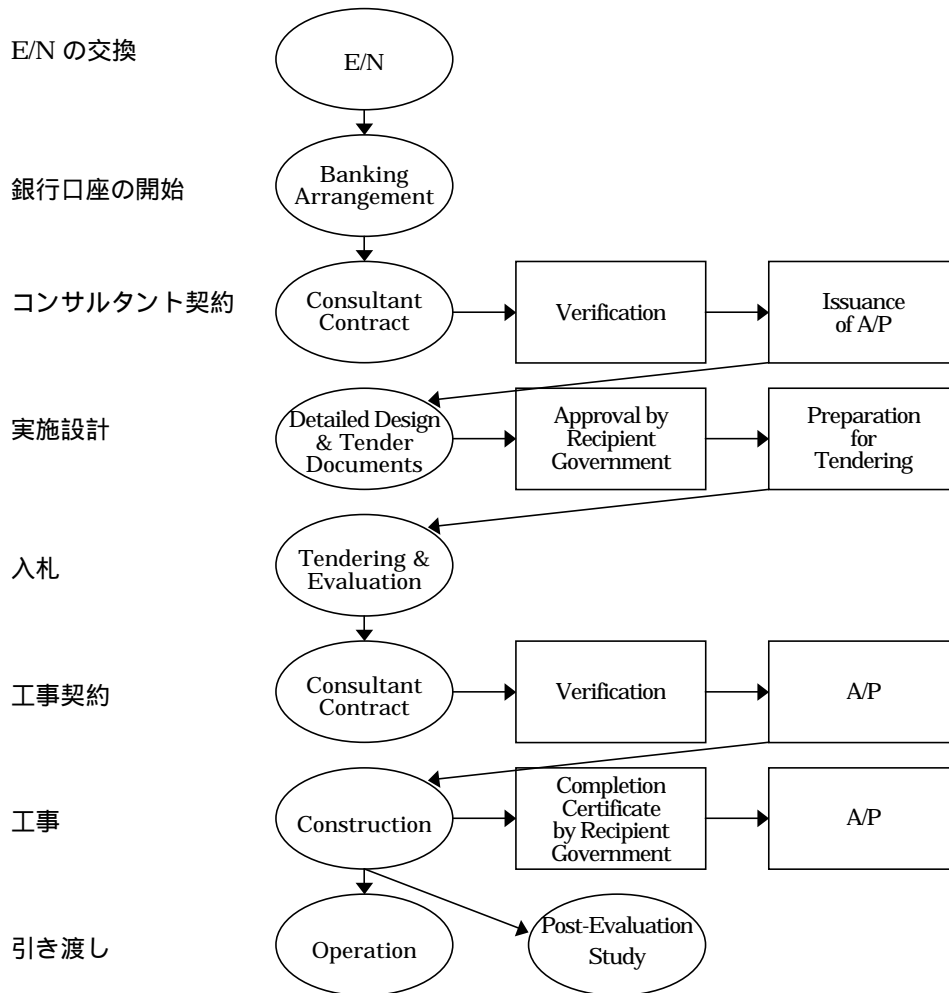 E/N の交換
E/N
銀行口座の開始
Banking
Arrangement
コンサルタント契約
Consultant
Contract
Verification
Issuance
of A/P
実施設計
Detailed Design
& Tender
Documents
Approval by
Recipient
Government
Preparation
for
Tendering
入札
Tendering &
Evaluation
工事契約
Consultant
Contract
Verification
A/P
工事
Construction
Completion
Certificate
by Recipient
Government
A/P
引き渡し
Operation
Post-Evaluation
Study